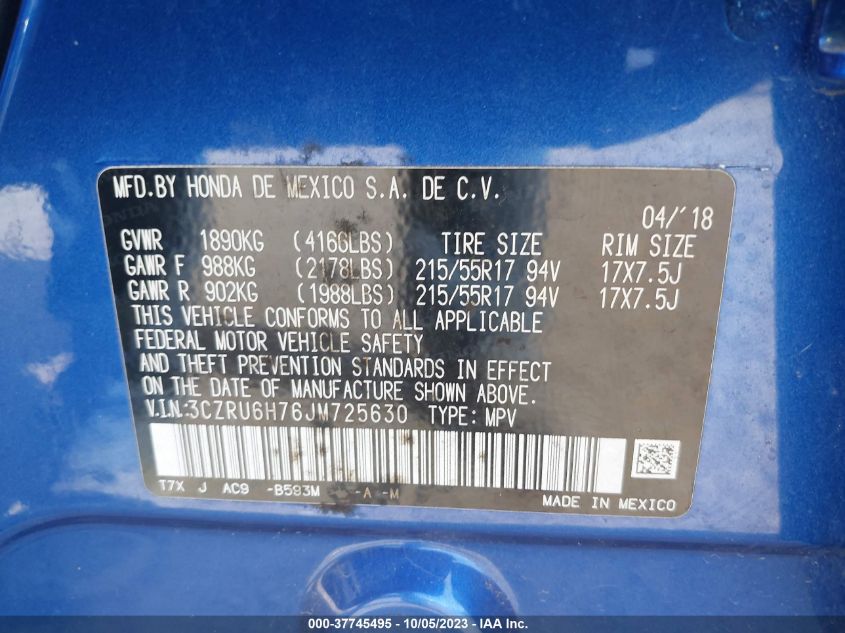 MFD.BY HONDA DE MEXICO S.A. DE C.V.
04/'18
GVWR 1890KG (4166LBS) TIRE SIZE RIM SIZE
GAWR F 988KG (2178LBS) 215/55R17 94V 17X7.5J
GAWR R 902KG (1988LBS) 215/55R17 94V 17X7.5J
THIS VEHICLE CONFORMS TO ALL APPLICABLE
FEDERAL MOTOR VEHICLE SAFETY
AND THEFT PREVENTION STANDARDS IN EFFECT
ON THE DATE OF MANUFACTURE SHOWN ABOVE.
V.I.N.:3CZRU6H76JM725630 TYPE: MPV
T7X J AC9 -B593M -A -M
MADE IN MEXICO
000-37745495 - 10/05/2023 - IAA Inc.